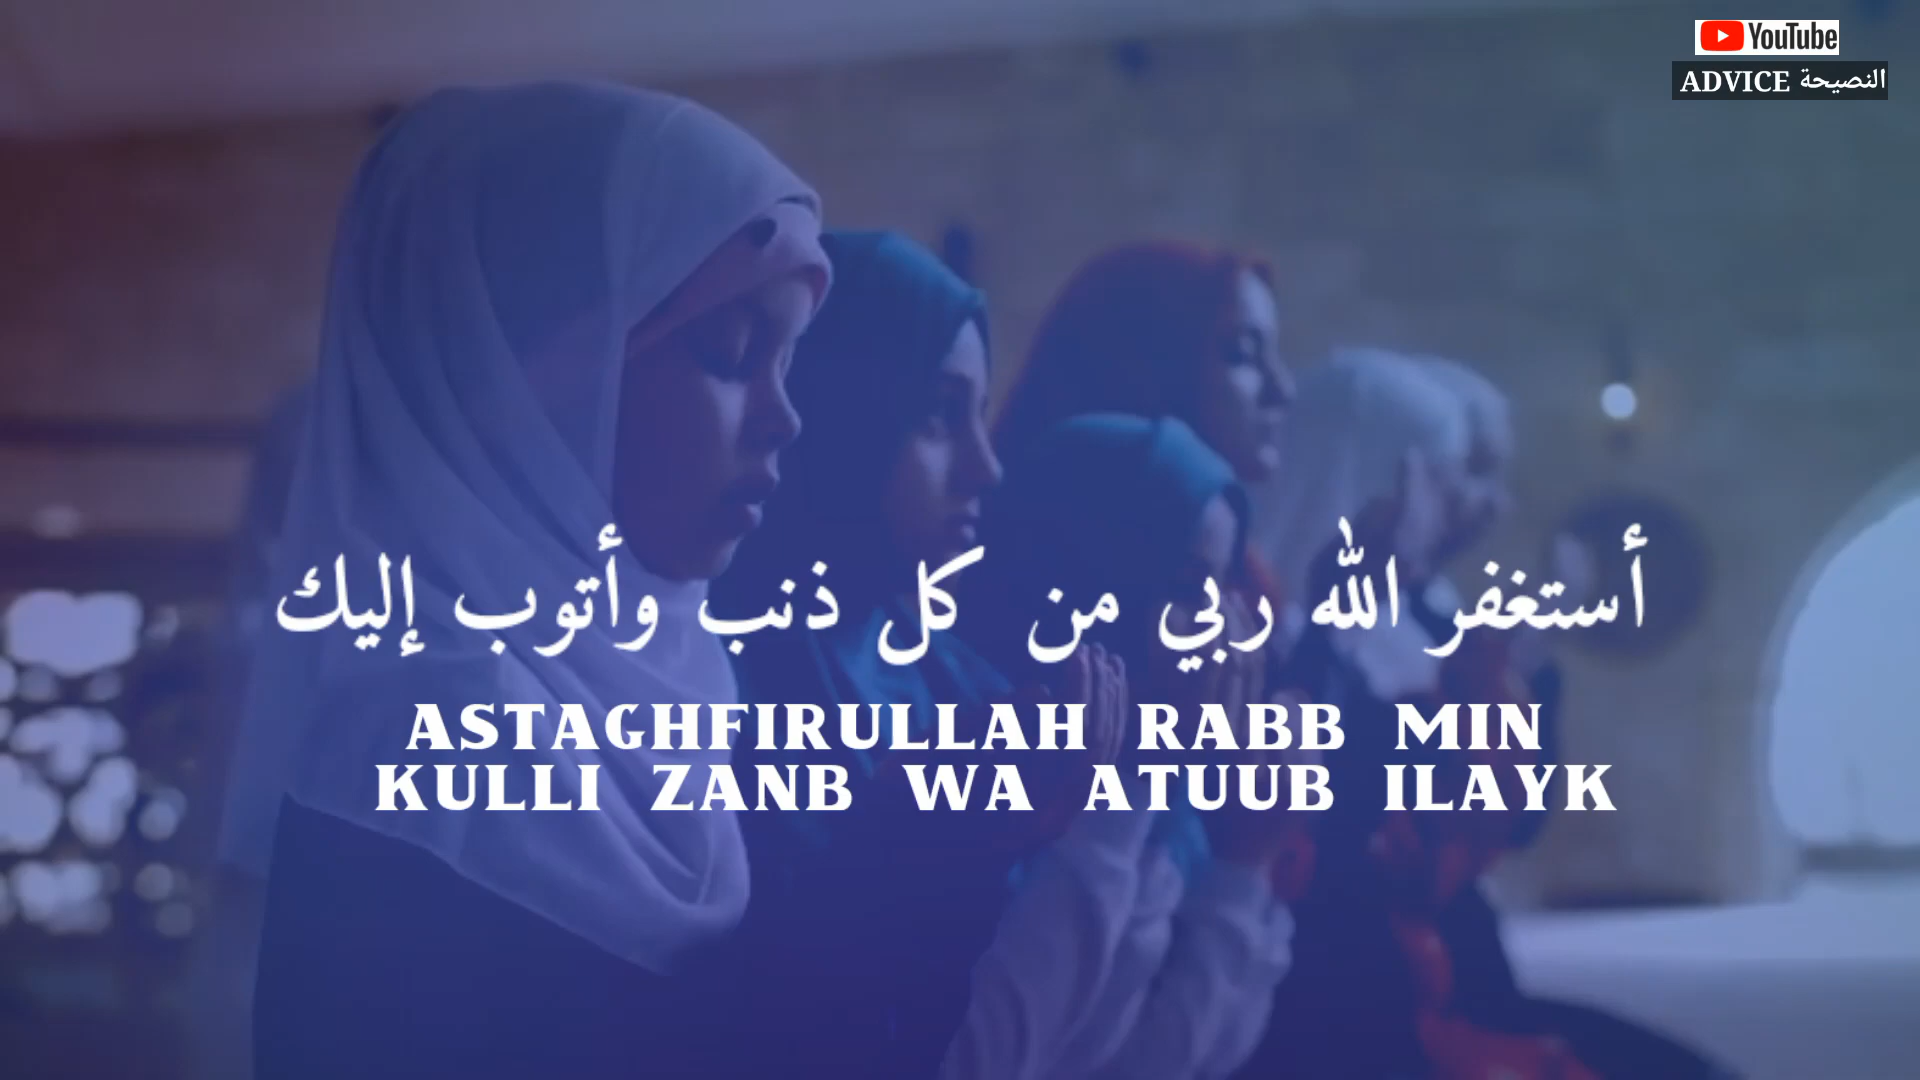 YouTube
ADVICE النصيحة
أستغفر الله ربي من كل ذنب وأتوب إليك
ASTAGHFIRULLAH RABB MIN
KULLI ZANB WA ATUUB ILAYK